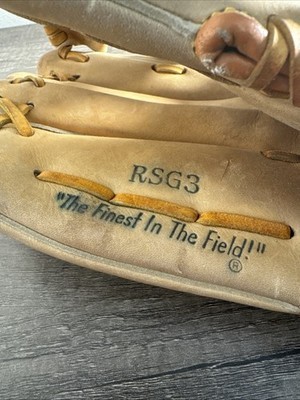 RSG3
"The Finest In The Field!"
®